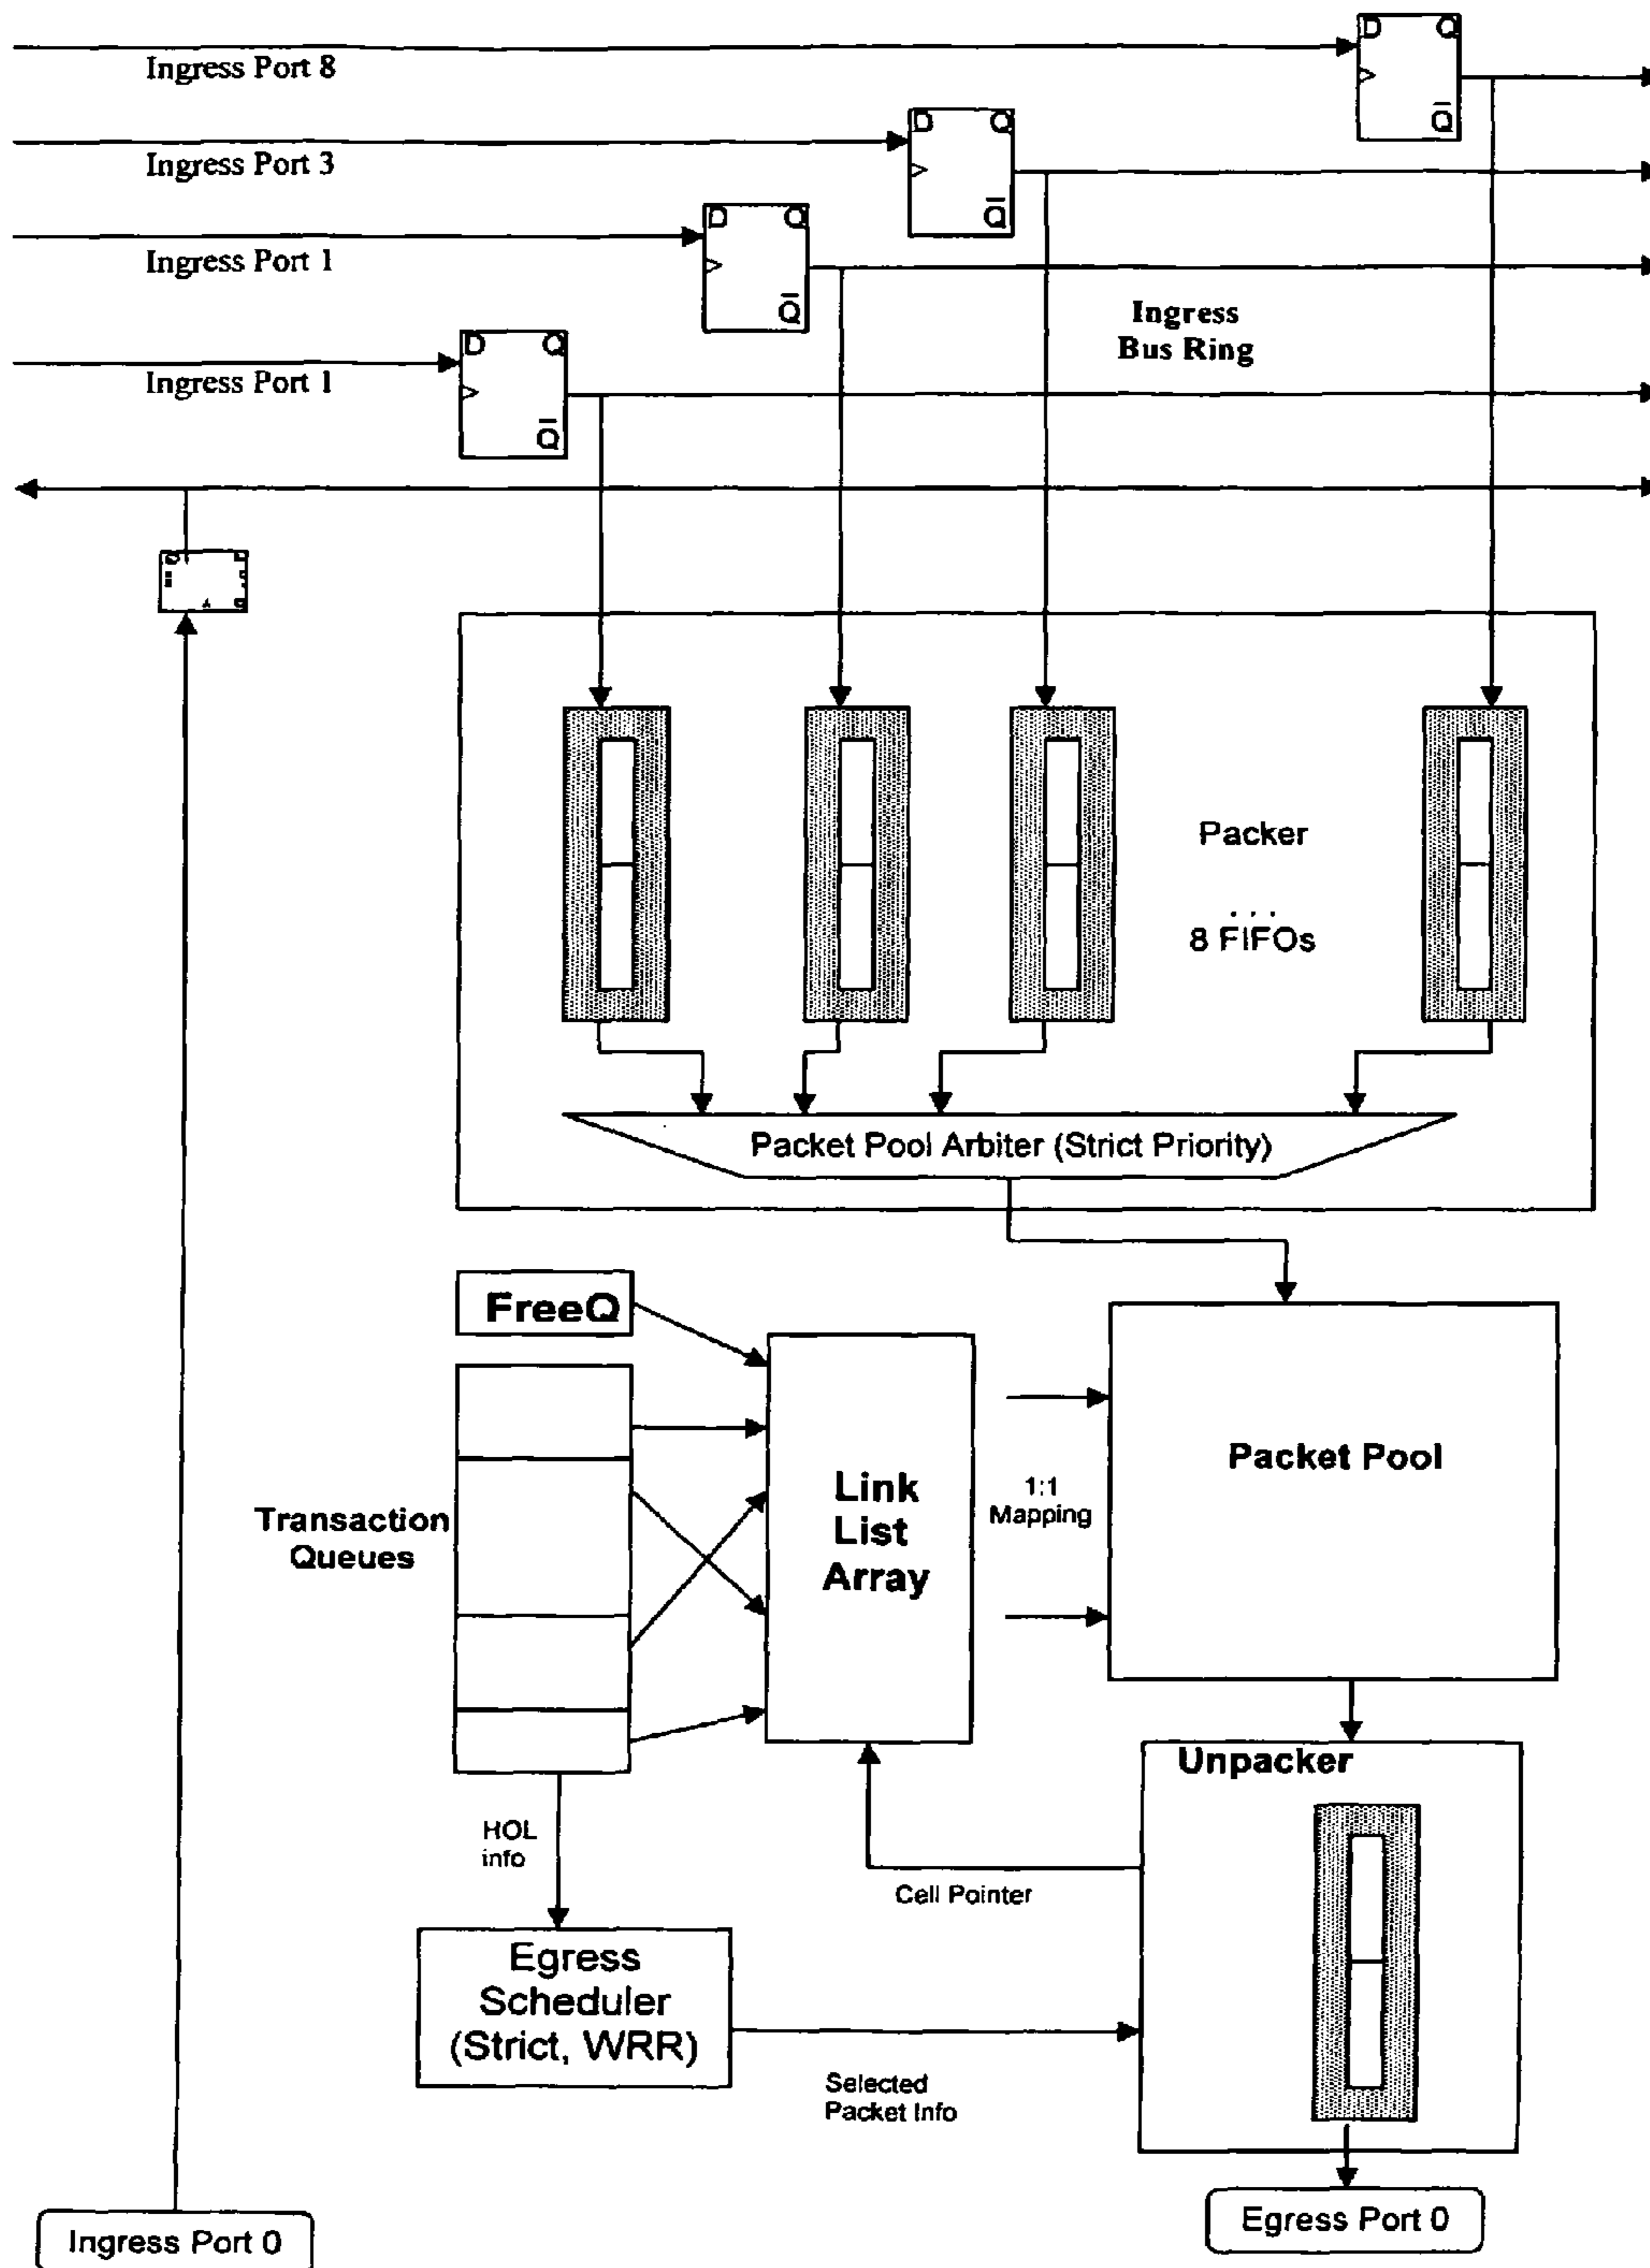 D Q
Ingress Port 8
Q
D Q
Ingress Port 3
Q
D Q
Ingress Port 1
Q
Ingress
Bus Ring
D Q
Ingress Port 1
Q
Packer
. . .
8 FIFOs
Packet Pool Arbiter (Strict Priority)
FreeQ
Transaction
Queues
Link
List
Array
1:1
Mapping
Packet Pool
Unpacker
HOL
info
Cell Pointer
Egress
Scheduler
(Strict, WRR)
Selected
Packet Info
Ingress Port 0
Egress Port 0